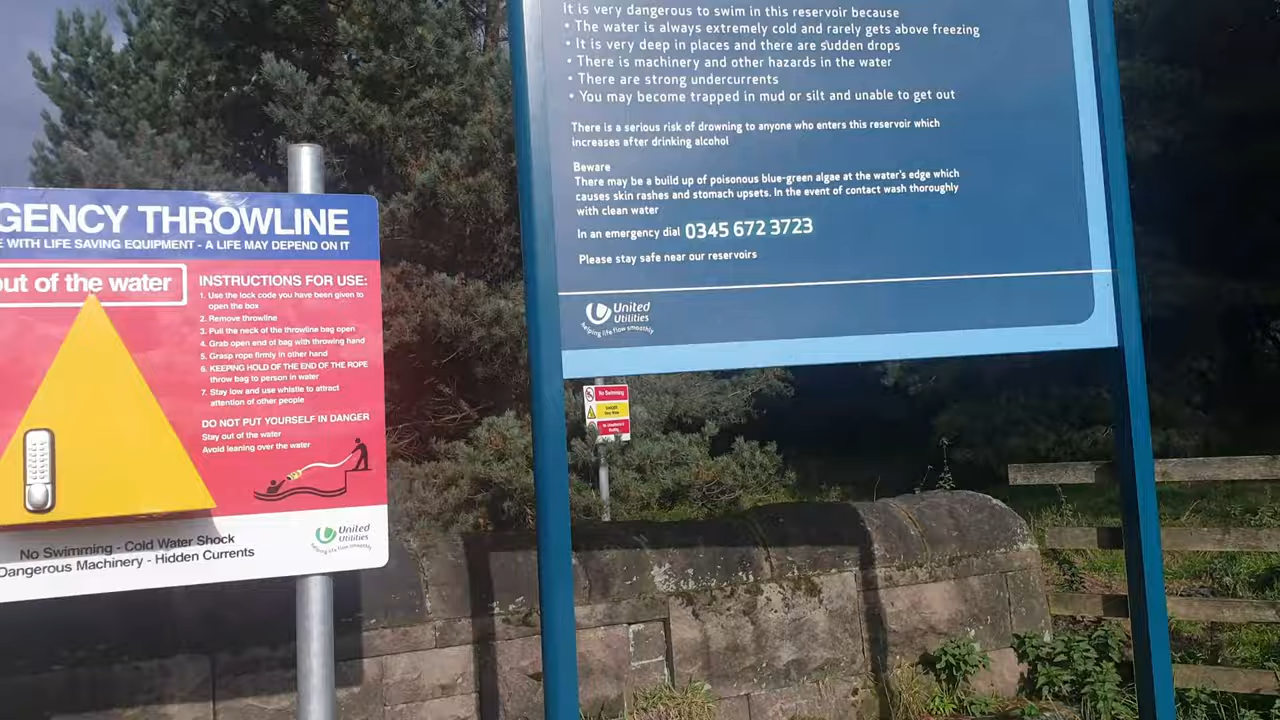 GENCY THROWLINE
E WITH LIFE SAVING EQUIPMENT - A LIFE MAY DEPEND ON IT
out of the water
INSTRUCTIONS FOR USE:
1. Use the lock code you have been given to
open the box
2. Remove throwline
3. Pull the neck of the throwline bag open
4. Grab open end of bag with throwing hand
5. Grasp rope firmly in other hand
6. KEEPING HOLD OF THE END OF THE ROPE
throw bag to person in water
7. Stay low and use whistle to attract
attention of other people
DO NOT PUT YOURSELF IN DANGER
Stay out of the water
Avoid leaning over the water
No Swimming - Cold Water Shock
Dangerous Machinery - Hidden Currents
United
Utilities
helping life flow smoothly
It is very dangerous to swim in this reservoir because
• The water is always extremely cold and rarely gets above freezing
• It is very deep in places and there are sudden drops
• There is machinery and other hazards in the water
• There are strong undercurrents
• You may become trapped in mud or silt and unable to get out
There is a serious risk of drowning to anyone who enters this reservoir which
increases after drinking alcohol
Beware
There may be a build up of poisonous blue-green algae at the water's edge which
causes skin rashes and stomach upsets. In the event of contact wash thoroughly
with clean water
In an emergency dial 0345 672 3723
Please stay safe near our reservoirs
United
Utilities
helping life flow smoothly
No Swimming